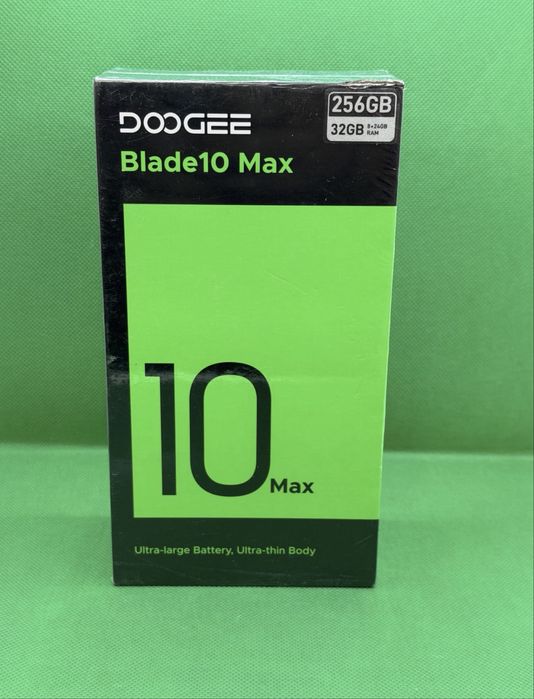 DOOGEE
256GB
32GB 8+24GB
RAM
Blade10 Max
10 Max
Ultra-large Battery, Ultra-thin Body